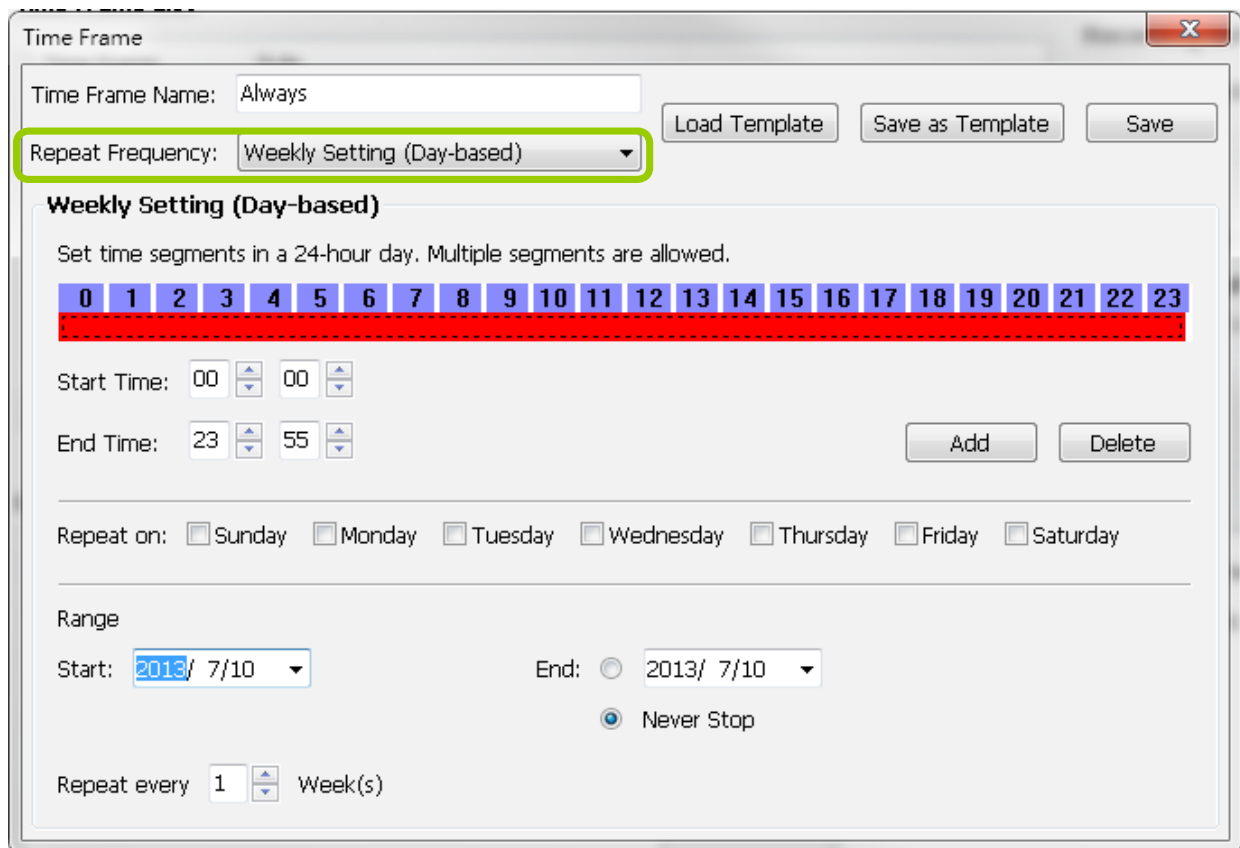 Time Frame
Time Frame Name: Always
Load Template
Save as Template
Save
Repeat Frequency: Weekly Setting (Day-based)
Weekly Setting (Day-based)
Set time segments in a 24-hour day. Multiple segments are allowed.
0 1 2 3 4 5 6 7 8 9 10 11 12 13 14 15 16 17 18 19 20 21 22 23
Start Time: 00 00
End Time: 23 55
Add
Delete
Repeat on: Sunday Monday Tuesday Wednesday Thursday Friday Saturday
Range
Start: 2013/ 7/10
End: 2013/ 7/10
Never Stop
Repeat every 1 Week(s)